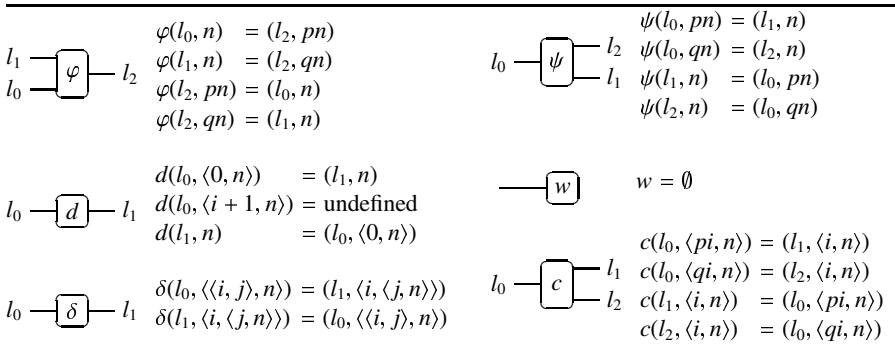 l₁ φ l₂ φ(l₀, n) = (l₂, pn)
l₀ φ(l₁, n) = (l₂, qn)
φ(l₂, pn) = (l₀, n)
φ(l₂, qn) = (l₁, n)
l₀ ψ l₂ ψ(l₀, pn) = (l₁, n)
l₁ ψ(l₀, qn) = (l₂, n)
ψ(l₁, n) = (l₀, pn)
ψ(l₂, n) = (l₀, qn)
l₀ d l₁ d(l₀, ⟨0, n⟩) = (l₁, n)
d(l₀, ⟨i + 1, n⟩) = undefined
d(l₁, n) = (l₀, ⟨0, n⟩)
w w = ∅
l₀ δ l₁ δ(l₀, ⟨⟨i, j⟩, n⟩) = (l₁, ⟨i, ⟨j, n⟩⟩)
δ(l₁, ⟨i, ⟨j, n⟩⟩) = (l₀, ⟨⟨i, j⟩, n⟩)
l₀ c l₁ c(l₀, ⟨pi, n⟩) = (l₁, ⟨i, n⟩)
l₂ c(l₀, ⟨qi, n⟩) = (l₂, ⟨i, n⟩)
c(l₁, ⟨i, n⟩) = (l₀, ⟨pi, n⟩)
c(l₂, ⟨i, n⟩) = (l₀, ⟨qi, n⟩)